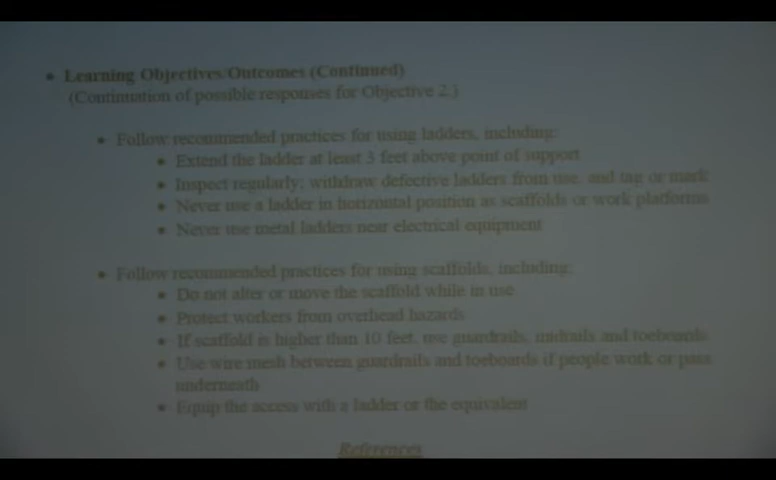 • Learning Objectives/Outcomes (Continued)
(Continuation of possible responses for Objective 2.)
• Follow recommended practices for using ladders, including:
• Extend the ladder at least 3 feet above point of support
• Inspect regularly; withdraw defective ladders from use, and tag or mark
• Never use a ladder in horizontal position as scaffolds or work platforms
• Never use metal ladders near electrical equipment
• Follow recommended practices for using scaffolds, including:
• Do not alter or move the scaffold while in use
• Protect workers from overhead hazards
• If scaffold is higher than 10 feet, use guardrails, midrails and toeboards
• Use wire mesh between guardrails and toeboards if people work or pass
underneath
• Equip the access with a ladder or the equivalent
References